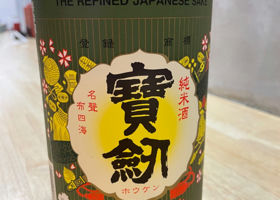 THE REFINED JAPANESE SAKE
登録 商標
純米酒
寳劔
名聲布四海
ホウケン